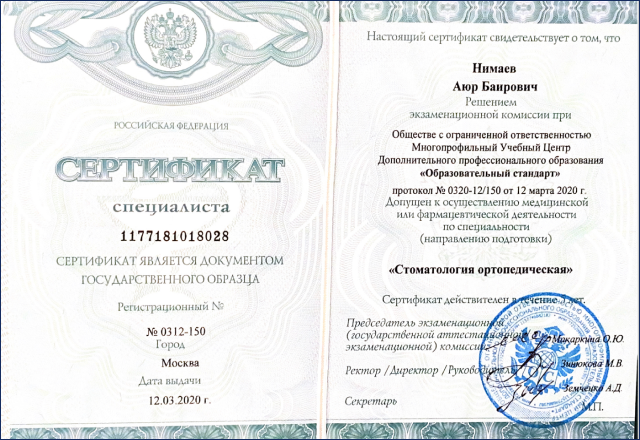 РОССИЙСКАЯ ФЕДЕРАЦИЯ
СЕРТИФИКАТ
специалиста
1177181018028
СЕРТИФИКАТ ЯВЛЯЕТСЯ ДОКУМЕНТОМ
ГОСУДАРСТВЕННОГО ОБРАЗЦА
Регистрационный №
№ 0312-150
Город
Москва
Дата выдачи
12.03.2020 г.
Настоящий сертификат свидетельствует о том, что
Нимаев
Аюр Баирович
Решением
экзаменационной комиссии при
Обществе с ограниченной ответственностью
Многопрофильный Учебный Центр
Дополнительного профессионального образования
«Образовательный стандарт»
протокол № 0320-12/150 от 12 марта 2020 г.
Допущен к осуществлению медицинской
или фармацевтической деятельности
по специальности
(направлению подготовки)
«Стоматология ортопедическая»
Сертификат действителен в течение 5 лет.
Председатель экзаменационной
(государственной аттестационной
экзаменационной) комиссии Макаркина О.Ю.
Ректор /Директор /Руководитель Зинюкова М.В.
Земченко А.Д.
Секретарь
М.П.